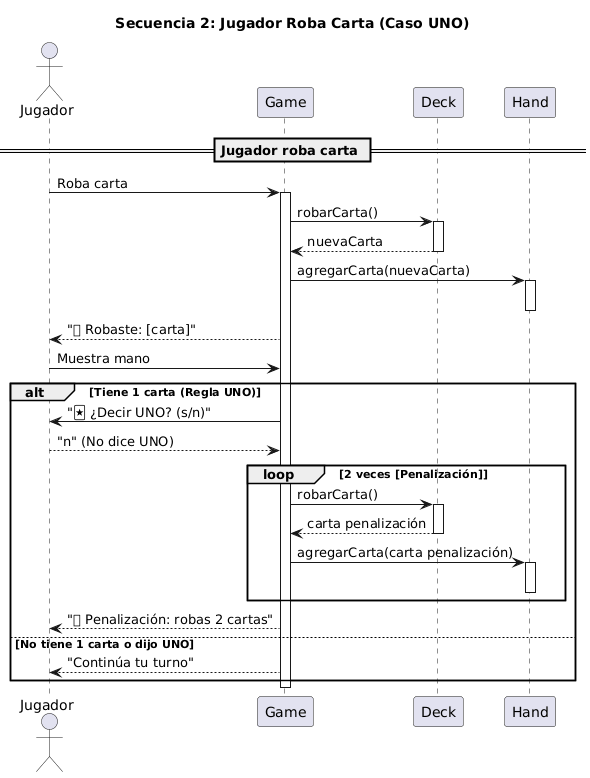 Secuencia 2: Jugador Roba Carta (Caso UNO)
Jugador
Game
Deck
Hand
Jugador roba carta
Roba carta
robarCarta()
nuevaCarta
agregarCarta(nuevaCarta)
"▯ Robaste: [carta]"
Muestra mano
alt [Tiene 1 carta (Regla UNO)]
"🃏 ¿Decir UNO? (s/n)"
"n" (No dice UNO)
loop [2 veces [Penalización]]
robarCarta()
carta penalización
agregarCarta(carta penalización)
"▯ Penalización: robas 2 cartas"
[No tiene 1 carta o dijo UNO]
"Continúa tu turno"
Jugador
Game
Deck
Hand